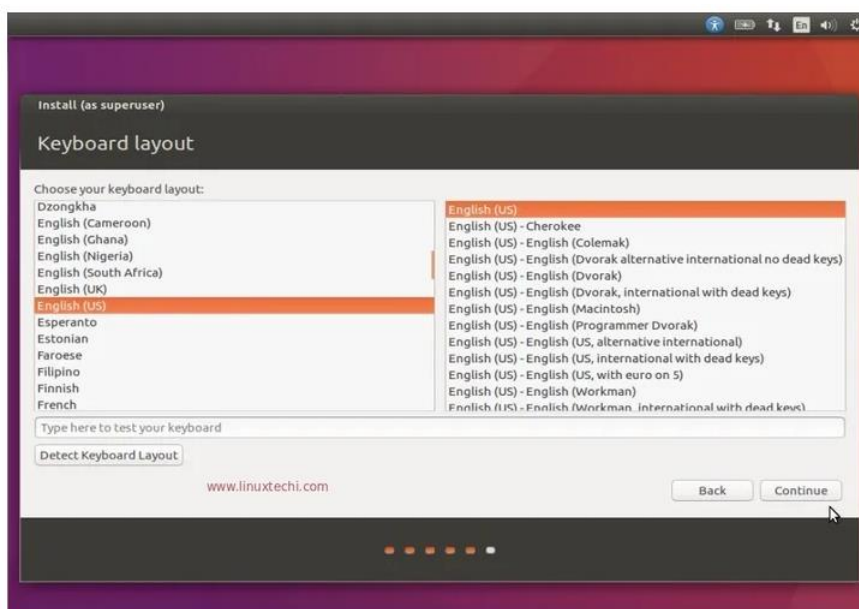 En
Install (as superuser)
Keyboard layout
Choose your keyboard layout:
Dzongkha
English (Cameroon)
English (Ghana)
English (Nigeria)
English (South Africa)
English (UK)
English (US)
Esperanto
Estonian
Faroese
Filipino
Finnish
French
English (US)
English (US) - Cherokee
English (US) - English (Colemak)
English (US) - English (Dvorak alternative international no dead keys)
English (US) - English (Dvorak)
English (US) - English (Dvorak, international with dead keys)
English (US) - English (Macintosh)
English (US) - English (Programmer Dvorak)
English (US) - English (US, alternative international)
English (US) - English (US, international with dead keys)
English (US) - English (US, with euro on 5)
English (US) - English (Workman)
English (US) - English (Workman, international with dead keys)
Type here to test your keyboard
Detect Keyboard Layout
www.linuxtechi.com
Back
Continue